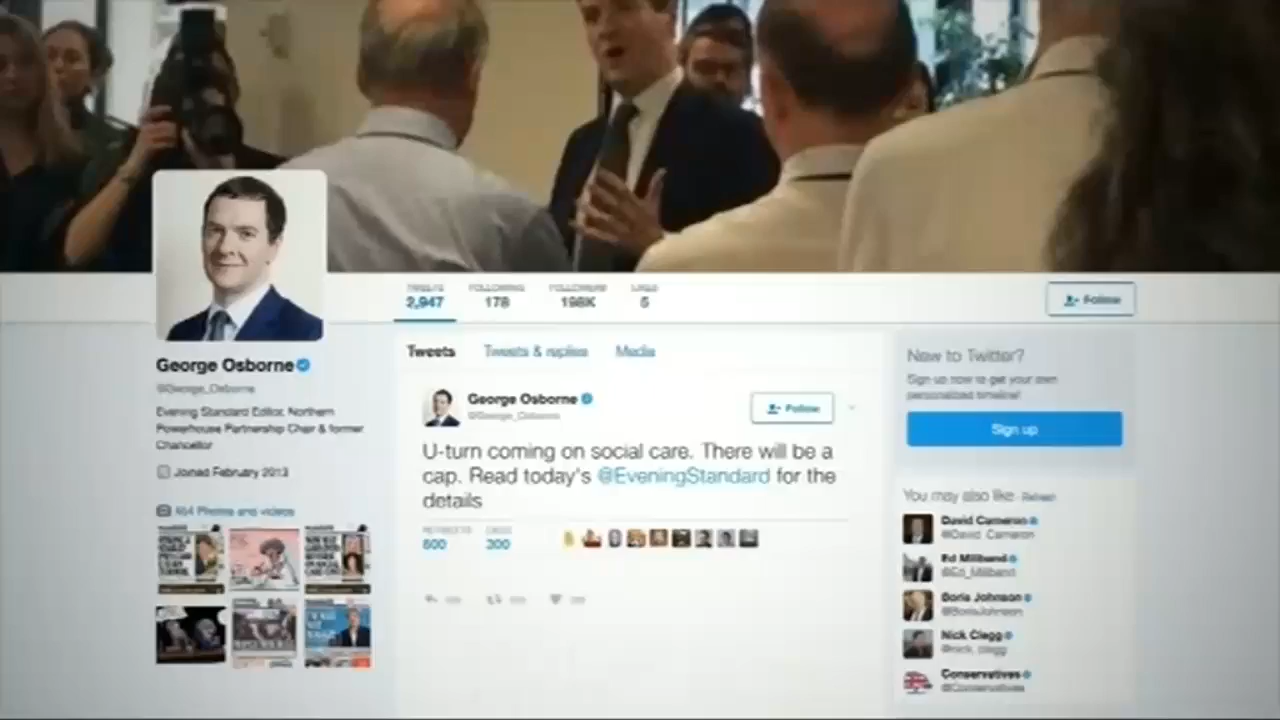 TWEETS FOLLOWING FOLLOWERS LIKES
2,947 178 198K 5
Follow
George Osborne
@George_Osborne
Evening Standard Editor, Northern
Powerhouse Partnership Chair & former
Chancellor
Joined February 2013
464 Photos and videos
Tweets Tweets & replies Media
George Osborne
@George_Osborne
Follow
U-turn coming on social care. There will be a
cap. Read today's @EveningStandard for the
details
RETWEETS LIKES
600 300
New to Twitter?
Sign up now to get your own
personalized timeline!
Sign up
You may also like · Refresh
David Cameron
@David_Cameron
Ed Miliband
@Ed_Miliband
Boris Johnson
@BorisJohnson
Nick Clegg
@nick_clegg
Conservatives
@Conservatives